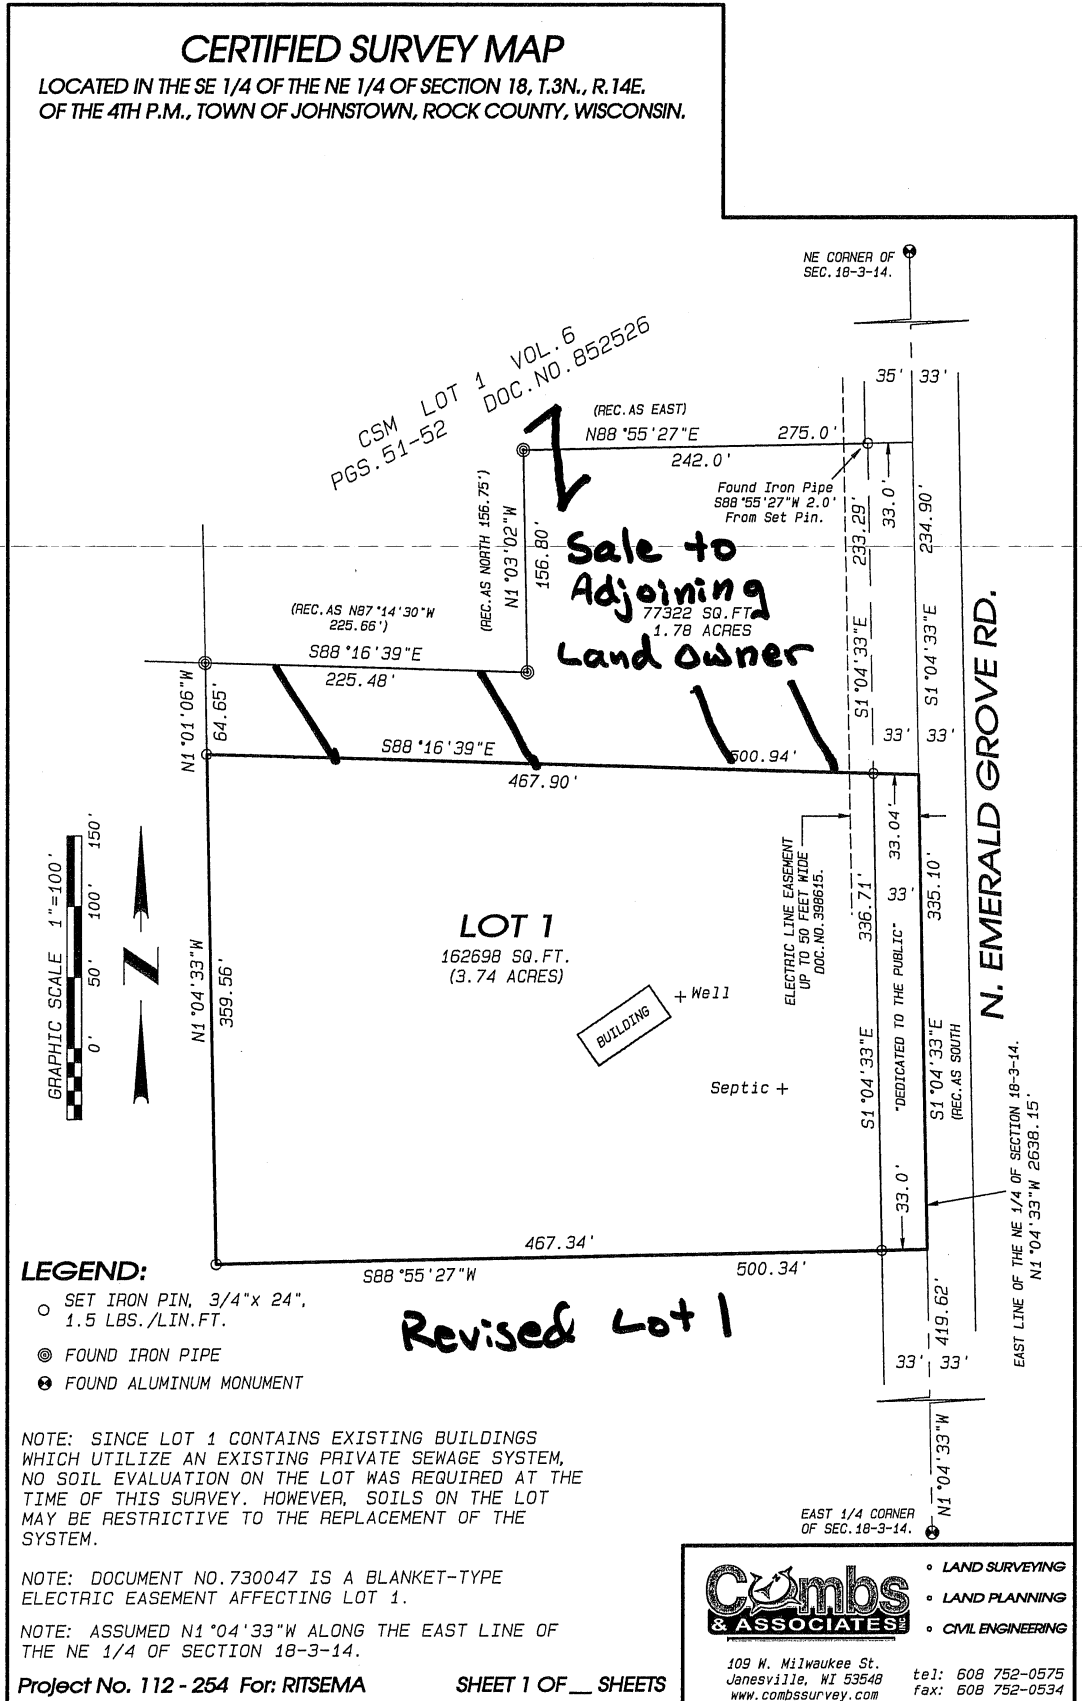 CERTIFIED SURVEY MAP
LOCATED IN THE SE 1/4 OF THE NE 1/4 OF SECTION 18, T.3N., R.14E.
OF THE 4TH P.M., TOWN OF JOHNSTOWN, ROCK COUNTY, WISCONSIN.
NE CORNER OF
SEC.18-3-14.
35' 33'
CSM LOT 1 VOL.6
PGS.51-52 DOC.NO.852526
(REC.AS EAST)
N88°55'27"E 275.0'
242.0'
Found Iron Pipe
S88°55'27"W 2.0'
From Set Pin.
33.0'
233.29'
234.90'
(REC.AS NORTH 156.75')
N1°03'02"W
156.80'
Sale to
Adjoining
77322 SQ.FT.
1.78 ACRES
Land Owner
S1°04'33"E
S1°04'33"E
(REC.AS N87°14'30"W
225.66')
S88°16'39"E
225.48'
N1°01'06"W
64.65'
33' 33'
S88°16'39"E 500.94'
467.90'
N. EMERALD GROVE RD.
GRAPHIC SCALE 1"=100'
0' 50' 100' 150'
N
N1°04'33"W
359.56'
LOT 1
162698 SQ.FT.
(3.74 ACRES)
ELECTRIC LINE EASEMENT
UP TO 50 FEET WIDE
DOC.NO.398615.
33.04'
33'
336.71'
335.10'
"DEDICATED TO THE PUBLIC"
S1°04'33"E
S1°04'33"E
(REC.AS SOUTH
BUILDING
Well
Septic
33.0'
EAST LINE OF THE NE 1/4 OF SECTION 18-3-14.
N1°04'33"W 2638.15'
467.34'
S88°55'27"W 500.34'
419.62'
33' 33'
Revised Lot 1
LEGEND:
SET IRON PIN, 3/4"x 24",
1.5 LBS./LIN.FT.
FOUND IRON PIPE
FOUND ALUMINUM MONUMENT
NOTE: SINCE LOT 1 CONTAINS EXISTING BUILDINGS
WHICH UTILIZE AN EXISTING PRIVATE SEWAGE SYSTEM,
NO SOIL EVALUATION ON THE LOT WAS REQUIRED AT THE
TIME OF THIS SURVEY. HOWEVER, SOILS ON THE LOT
MAY BE RESTRICTIVE TO THE REPLACEMENT OF THE
SYSTEM.
N1°04'33"W
EAST 1/4 CORNER
OF SEC.18-3-14.
NOTE: DOCUMENT NO.730047 IS A BLANKET-TYPE
ELECTRIC EASEMENT AFFECTING LOT 1.
NOTE: ASSUMED N1°04'33"W ALONG THE EAST LINE OF
THE NE 1/4 OF SECTION 18-3-14.
Project No. 112 - 254 For: RITSEMA SHEET 1 OF __ SHEETS
Combs
& ASSOCIATES INC
• LAND SURVEYING
• LAND PLANNING
• CIVIL ENGINEERING
109 W. Milwaukee St.
Janesville, WI 53548
www.combssurvey.com
tel: 608 752-0575
fax: 608 752-0534